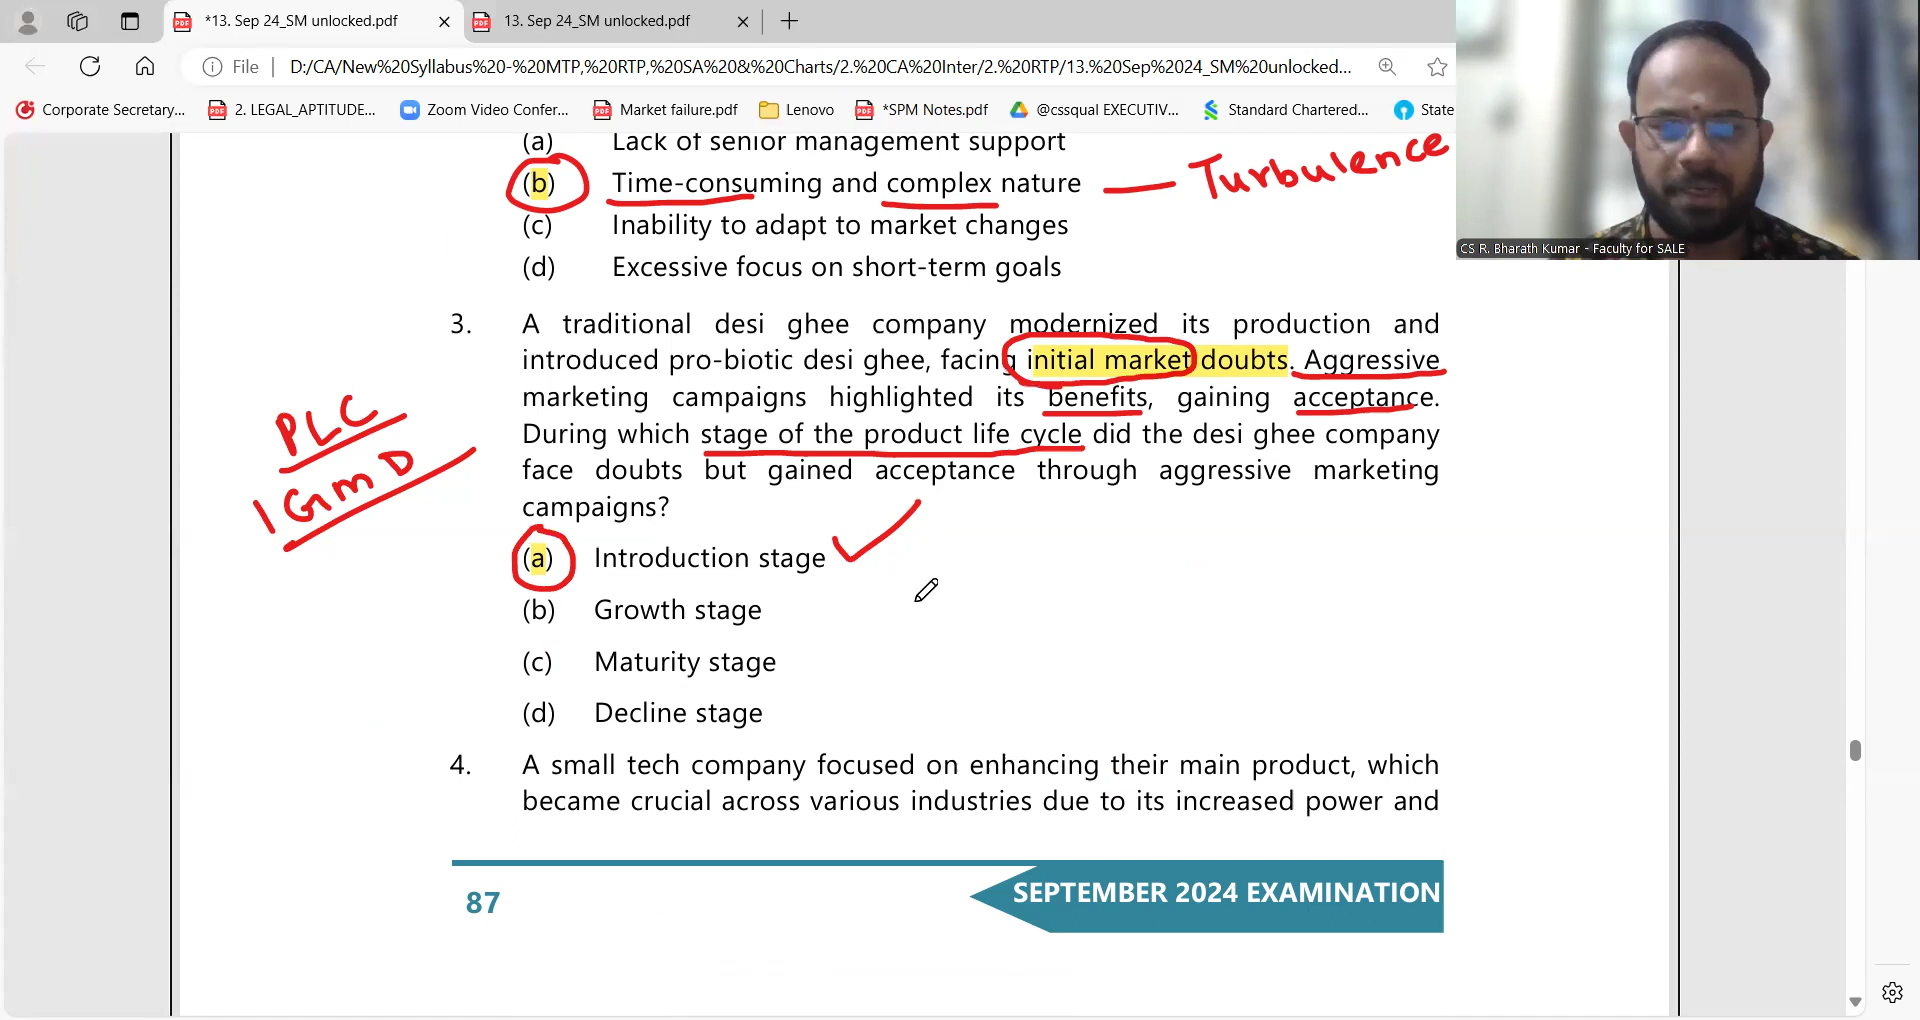 *13. Sep 24_SM unlocked.pdf
13. Sep 24_SM unlocked.pdf
File
D:/CA/New%20Syllabus%20-%20MTP,%20RTP,%20SA%20&%20Charts/2.%20CA%20Inter/2.%20RTP/13.%20Sep%2024_SM%20unlocked...
Corporate Secretary...
2. LEGAL_APTITUDE...
Zoom Video Confer...
Market failure.pdf
Lenovo
*SPM Notes.pdf
@cssqual EXECUTIV...
Standard Chartered...
State
CS R. Bharath Kumar - Faculty for SALE
(a) Lack of senior management support
(b) Time-consuming and complex nature
Turbulence
(c) Inability to adapt to market changes
(d) Excessive focus on short-term goals
3. A traditional desi ghee company modernized its production and
introduced pro-biotic desi ghee, facing initial market doubts. Aggressive
marketing campaigns highlighted its benefits, gaining acceptance.
During which stage of the product life cycle did the desi ghee company
face doubts but gained acceptance through aggressive marketing
campaigns?
PLC
IGMD
(a) Introduction stage
(b) Growth stage
(c) Maturity stage
(d) Decline stage
4. A small tech company focused on enhancing their main product, which
became crucial across various industries due to its increased power and
87
SEPTEMBER 2024 EXAMINATION